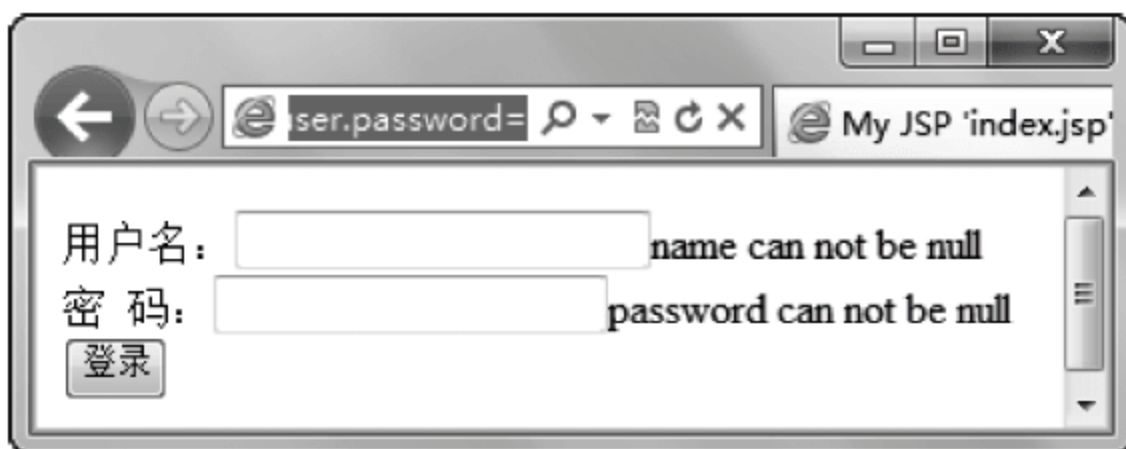 user.password=
My JSP 'index.jsp'
用户名：name can not be null
密 码：password can not be null
登录